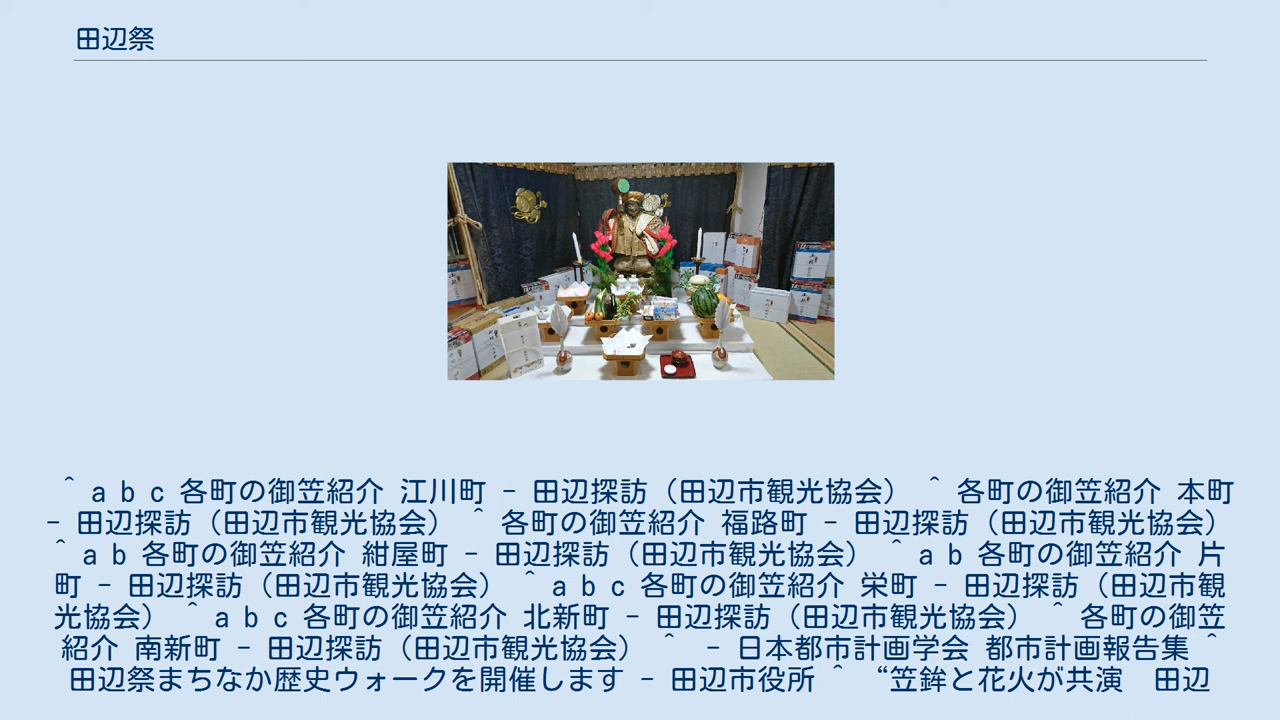 田辺祭
＾ a b c 各町の御笠紹介 江川町 - 田辺探訪（田辺市観光協会） ＾ 各町の御笠紹介 本町
- 田辺探訪（田辺市観光協会） ＾ 各町の御笠紹介 福路町 - 田辺探訪（田辺市観光協会）
＾ a b 各町の御笠紹介 紺屋町 - 田辺探訪（田辺市観光協会） ＾ a b 各町の御笠紹介 片
町 - 田辺探訪（田辺市観光協会） ＾ a b c 各町の御笠紹介 栄町 - 田辺探訪（田辺市観
光協会） ＾ a b c 各町の御笠紹介 北新町 - 田辺探訪（田辺市観光協会） ＾ 各町の御笠
紹介 南新町 - 田辺探訪（田辺市観光協会） ＾ - 日本都市計画学会 都市計画報告集 ＾
田辺祭まちなか歴史ウォークを開催します - 田辺市役所 ＾ “笠鉾と花火が共演 田辺